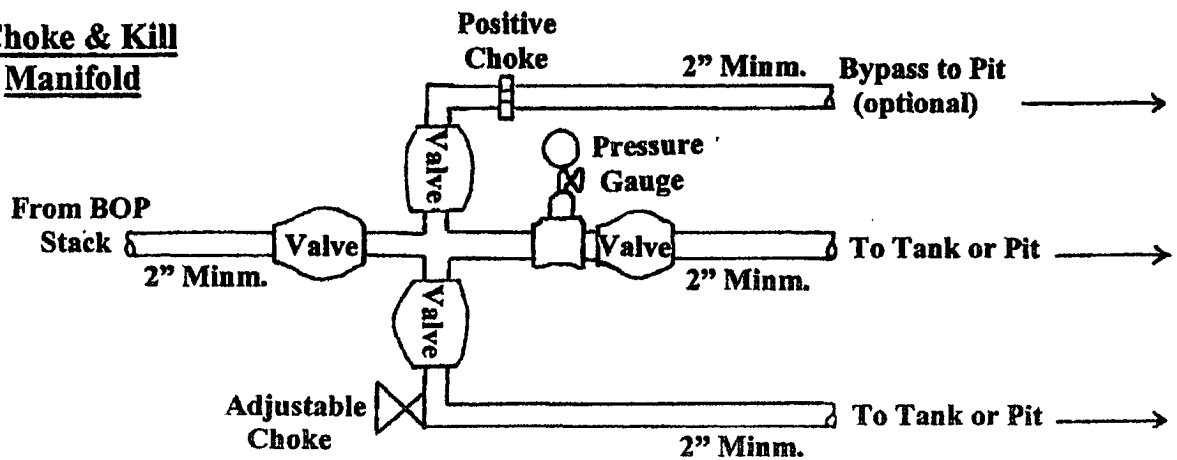 Choke & Kill
Manifold
Positive
Choke
2” Minm.
Bypass to Pit
(optional)
Valve
Pressure
Gauge
From BOP
Stack
Valve
Valve
To Tank or Pit
2” Minm.
2” Minm.
Valve
Adjustable
Choke
To Tank or Pit
2” Minm.